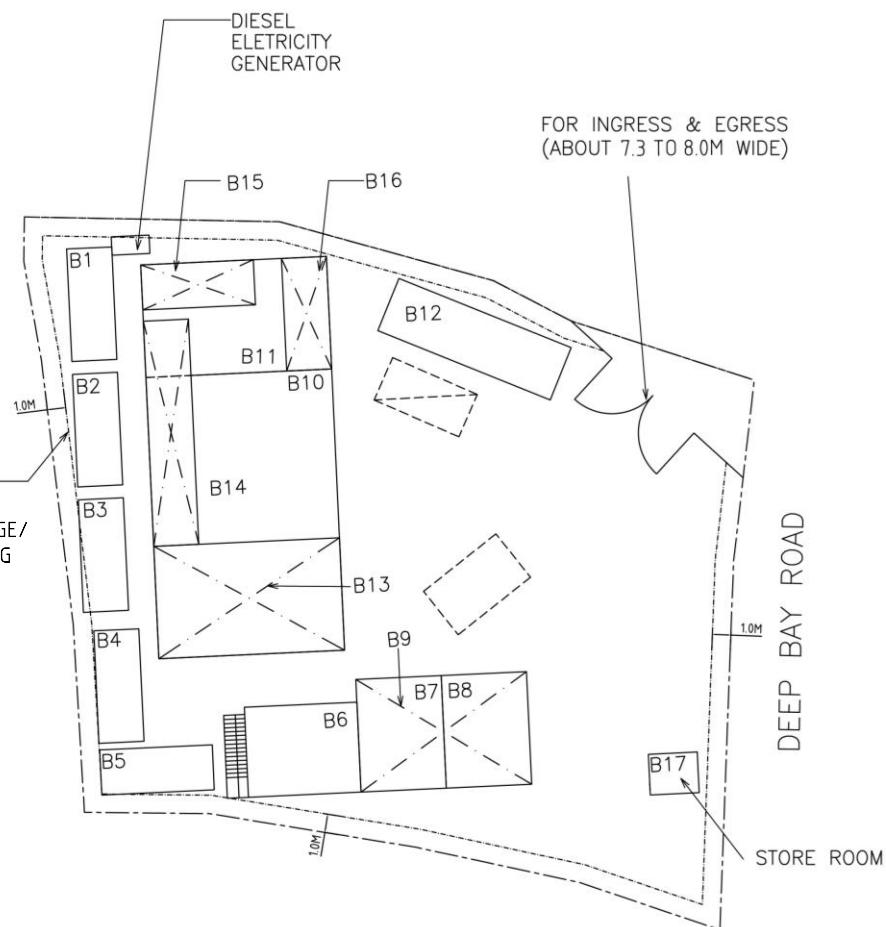 DIESEL
ELETRICITY
GENERATOR
FOR INGRESS & EGRESS
(ABOUT 7.3 TO 8.0M WIDE)
B15
B16
B1
B12
B11
B10
B2
1.0M
B14
B3
GE/
G
B13
DEEP BAY ROAD
1.0M
B4
B9
B7
B8
B6
B5
B17
1.0M
STORE ROOM